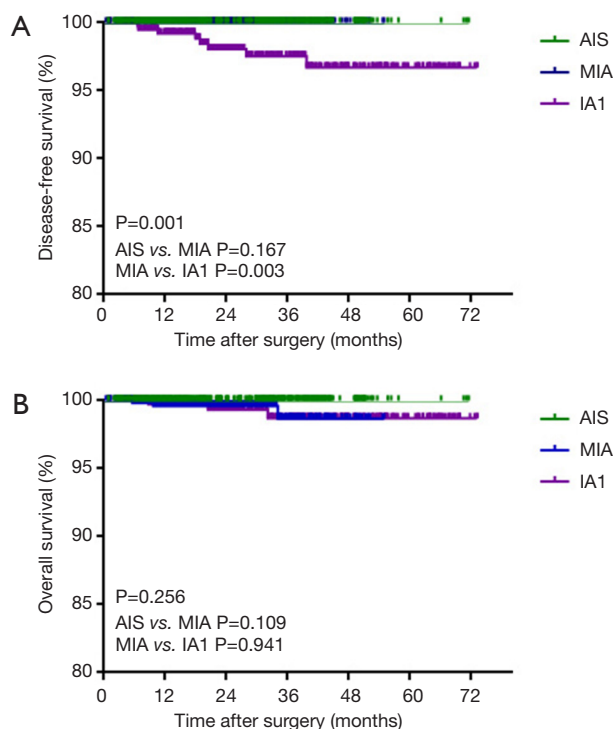 A
100
95
90
85
80
Disease-free survival (%)
P=0.001
AIS vs. MIA P=0.167
MIA vs. IA1 P=0.003
0 12 24 36 48 60 72
Time after surgery (months)
AIS
MIA
IA1
B
100
95
90
85
80
Overall survival (%)
P=0.256
AIS vs. MIA P=0.109
MIA vs. IA1 P=0.941
0 12 24 36 48 60 72
Time after surgery (months)
AIS
MIA
IA1